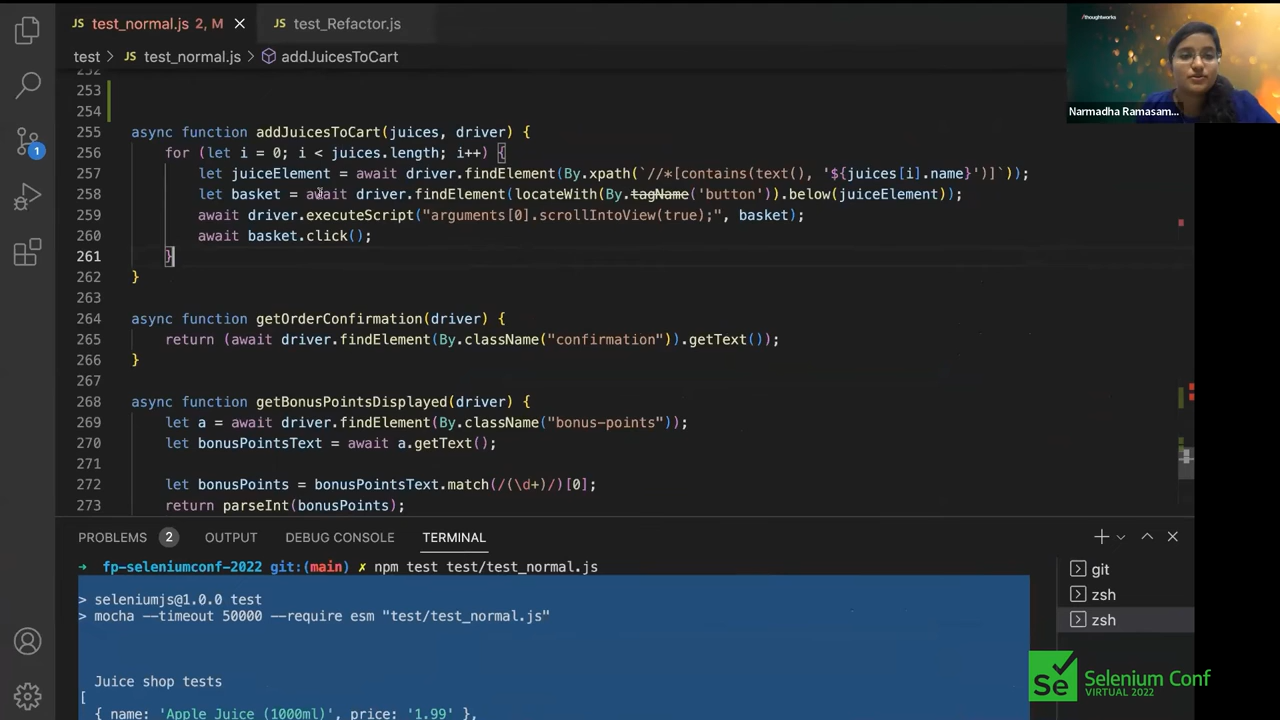 JS test_normal.js 2, M
JS test_Refactor.js
test > JS test_normal.js > addJuicesToCart
253
254
255 async function addJuicesToCart(juices, driver) {
256 for (let i = 0; i < juices.length; i++) {
257 let juiceElement = await driver.findElement(By.xpath(`//*[contains(text(), '${juices[i].name}')]`));
258 let basket = await driver.findElement(locateWith(By.tagName('button')).below(juiceElement));
259 await driver.executeScript("arguments[0].scrollIntoView(true);", basket);
260 await basket.click();
261 }
262 }
263
264 async function getOrderConfirmation(driver) {
265 return (await driver.findElement(By.className("confirmation")).getText());
266 }
267
268 async function getBonusPointsDisplayed(driver) {
269 let a = await driver.findElement(By.className("bonus-points"));
270 let bonusPointsText = await a.getText();
271
272 let bonusPoints = bonusPointsText.match(/(\d+)/)[0];
273 return parseInt(bonusPoints);
1
PROBLEMS 2 OUTPUT DEBUG CONSOLE TERMINAL
→ fp-seleniumconf-2022 git:(main) ✗ npm test test/test_normal.js
> seleniumjs@1.0.0 test
> mocha --timeout 50000 --require esm "test/test_normal.js"
Juice shop tests
[
{ name: 'Apple Juice (1000ml)', price: '1.99' },
git
zsh
zsh
/thoughtworks
Narmadha Ramasam...
Se Selenium Conf
VIRTUAL 2022